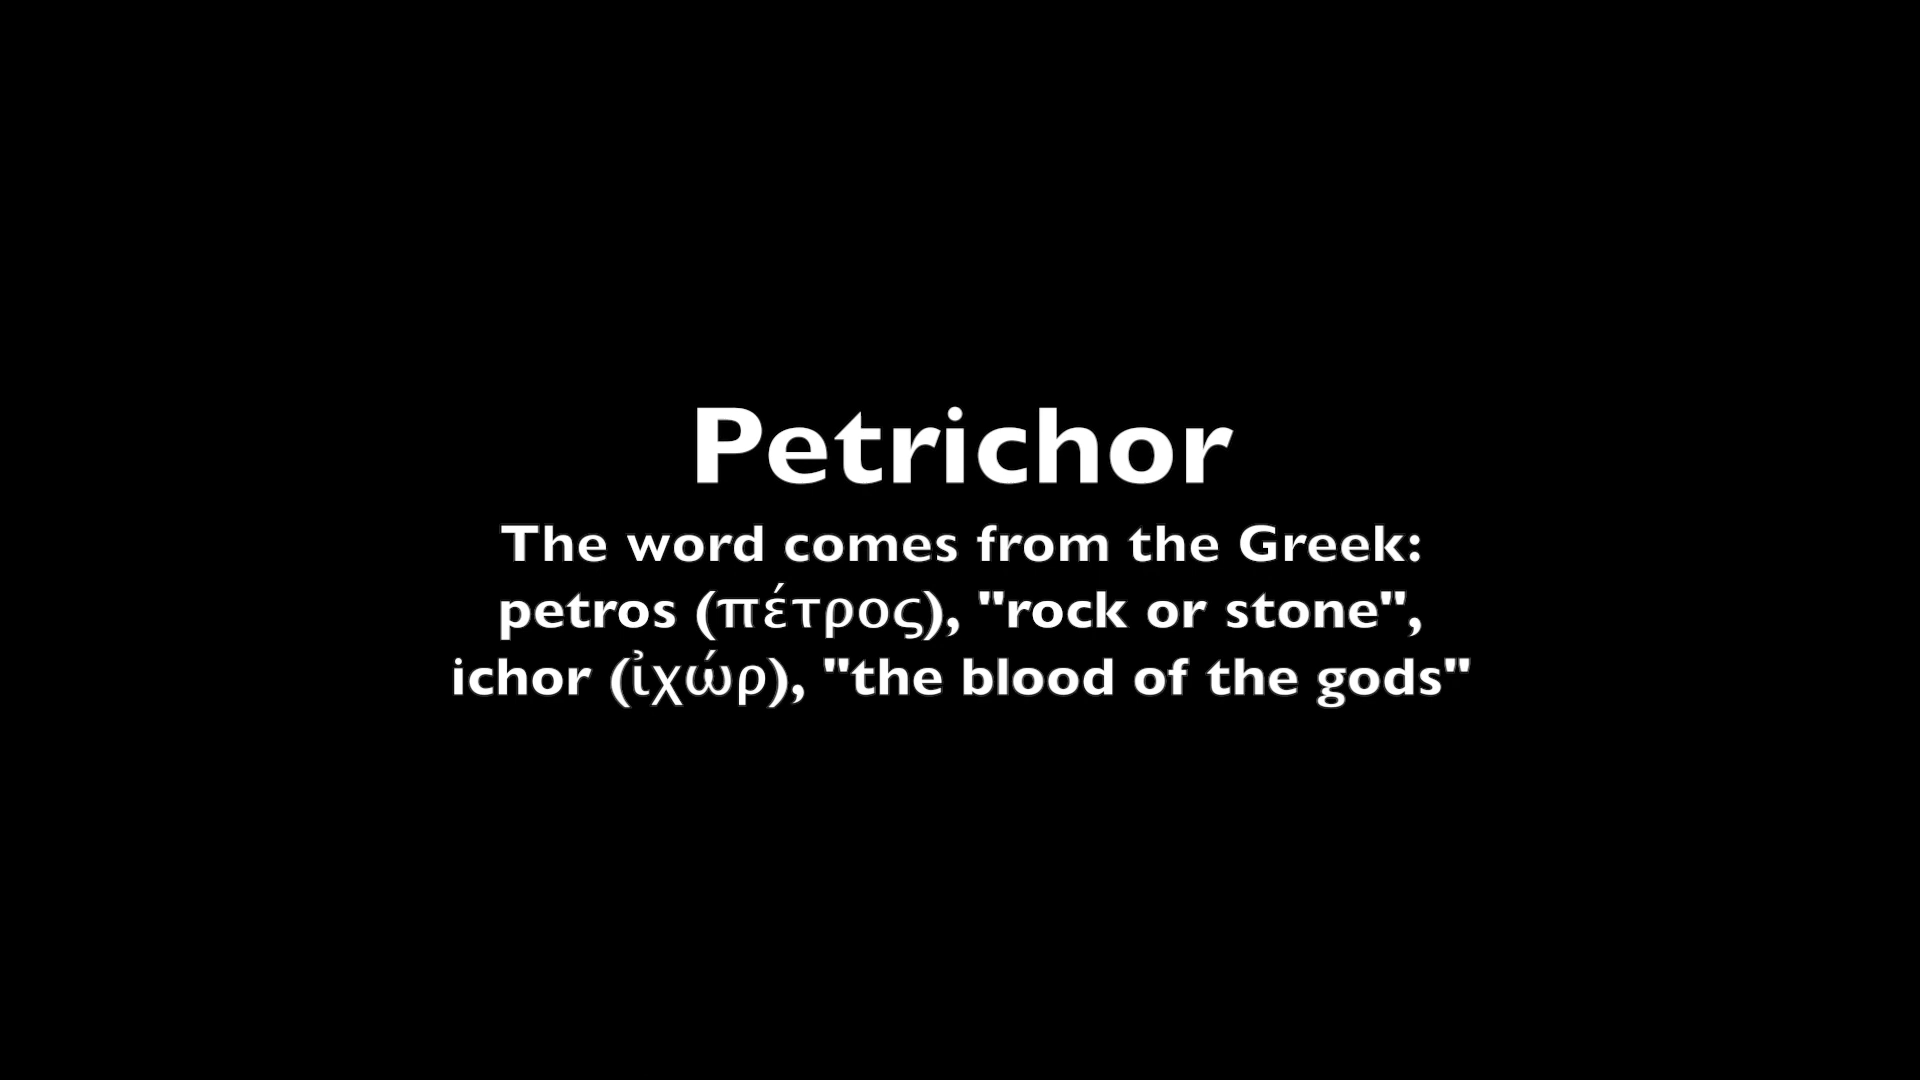 Petrichor
The word comes from the Greek:
petros (πέτρος), "rock or stone",
ichor (ἰχώρ), "the blood of the gods"